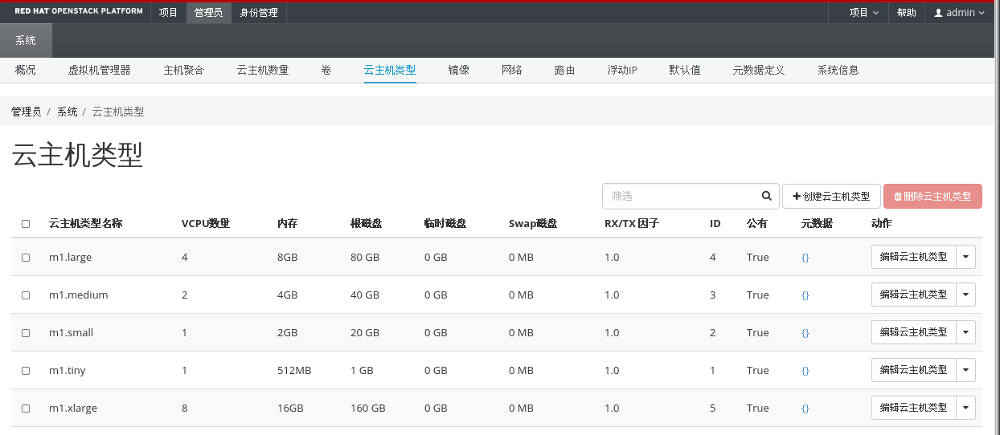 RED HAT OPENSTACK PLATFORM 项目 管理员 身份管理 项目 帮助 admin
系统
概况 虚拟机管理器 主机聚合 云主机数量 卷 云主机类型 镜像 网络 路由 浮动IP 默认值 元数据定义 系统信息
管理员 / 系统 / 云主机类型
云主机类型
筛选 创建云主机类型 删除云主机类型
云主机类型名称 VCPU数量 内存 根磁盘 临时磁盘 Swap磁盘 RX/TX 因子 ID 公有 元数据 动作
m1.large 4 8GB 80 GB 0 GB 0 MB 1.0 4 True {} 编辑云主机类型
m1.medium 2 4GB 40 GB 0 GB 0 MB 1.0 3 True {} 编辑云主机类型
m1.small 1 2GB 20 GB 0 GB 0 MB 1.0 2 True {} 编辑云主机类型
m1.tiny 1 512MB 1 GB 0 GB 0 MB 1.0 1 True {} 编辑云主机类型
m1.xlarge 8 16GB 160 GB 0 GB 0 MB 1.0 5 True {} 编辑云主机类型